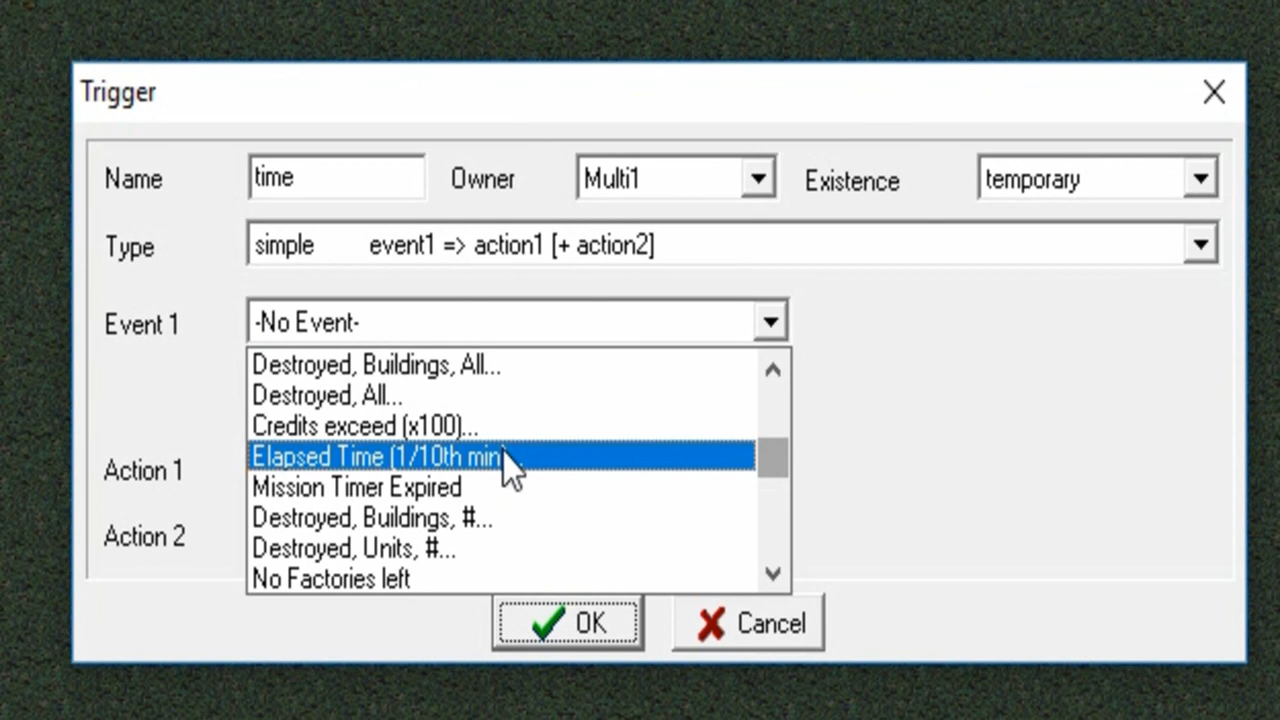 Trigger
Name time Owner Multi1 Existence temporary
Type simple event1 => action1 [+ action2]
Event 1 -No Event-
Destroyed, Buildings, All...
Destroyed, All...
Credits exceed (x100)...
Elapsed Time (1/10th min
Mission Timer Expired
Action 1
Destroyed, Buildings, #...
Action 2
Destroyed, Units, #...
No Factories left
OK Cancel